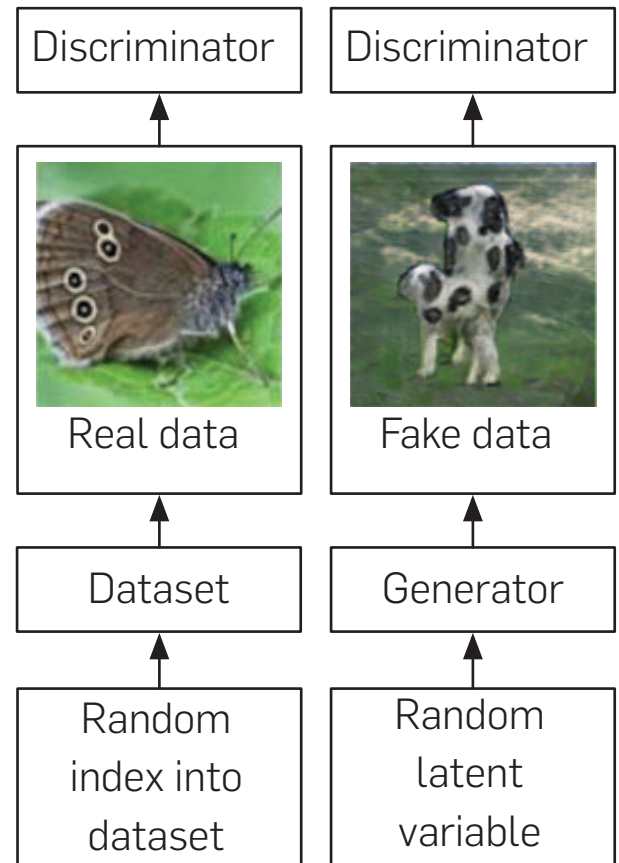 Discriminator
Real data
Dataset
Random
index into
dataset
Discriminator
Fake data
Generator
Random
latent
variable